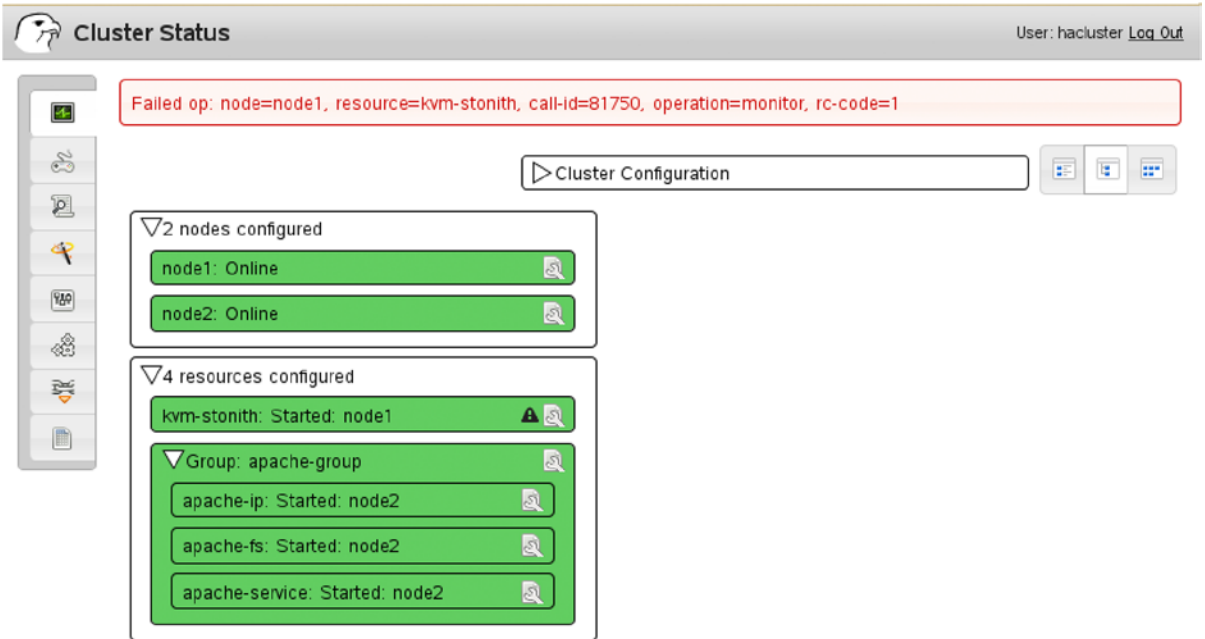 Cluster Status
User: hacluster Log Out
Failed op: node=node1, resource=kvm-stonith, call-id=81750, operation=monitor, rc-code=1
Cluster Configuration
2 nodes configured
node1: Online
node2: Online
4 resources configured
kvm-stonith: Started: node1
Group: apache-group
apache-ip: Started: node2
apache-fs: Started: node2
apache-service: Started: node2